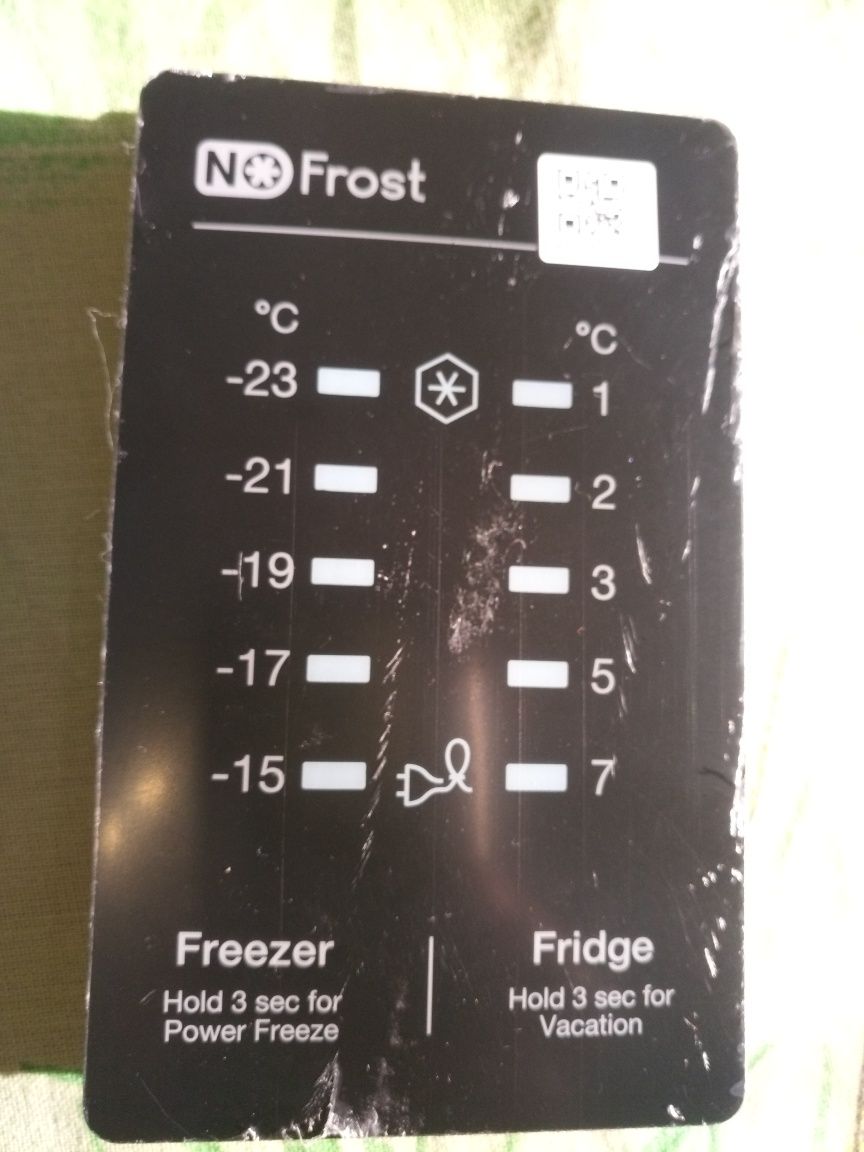 NO Frost
°C °C
-23 1
-21 2
-19 3
-17 5
-15 7
Freezer
Hold 3 sec for
Power Freeze
Fridge
Hold 3 sec for
Vacation